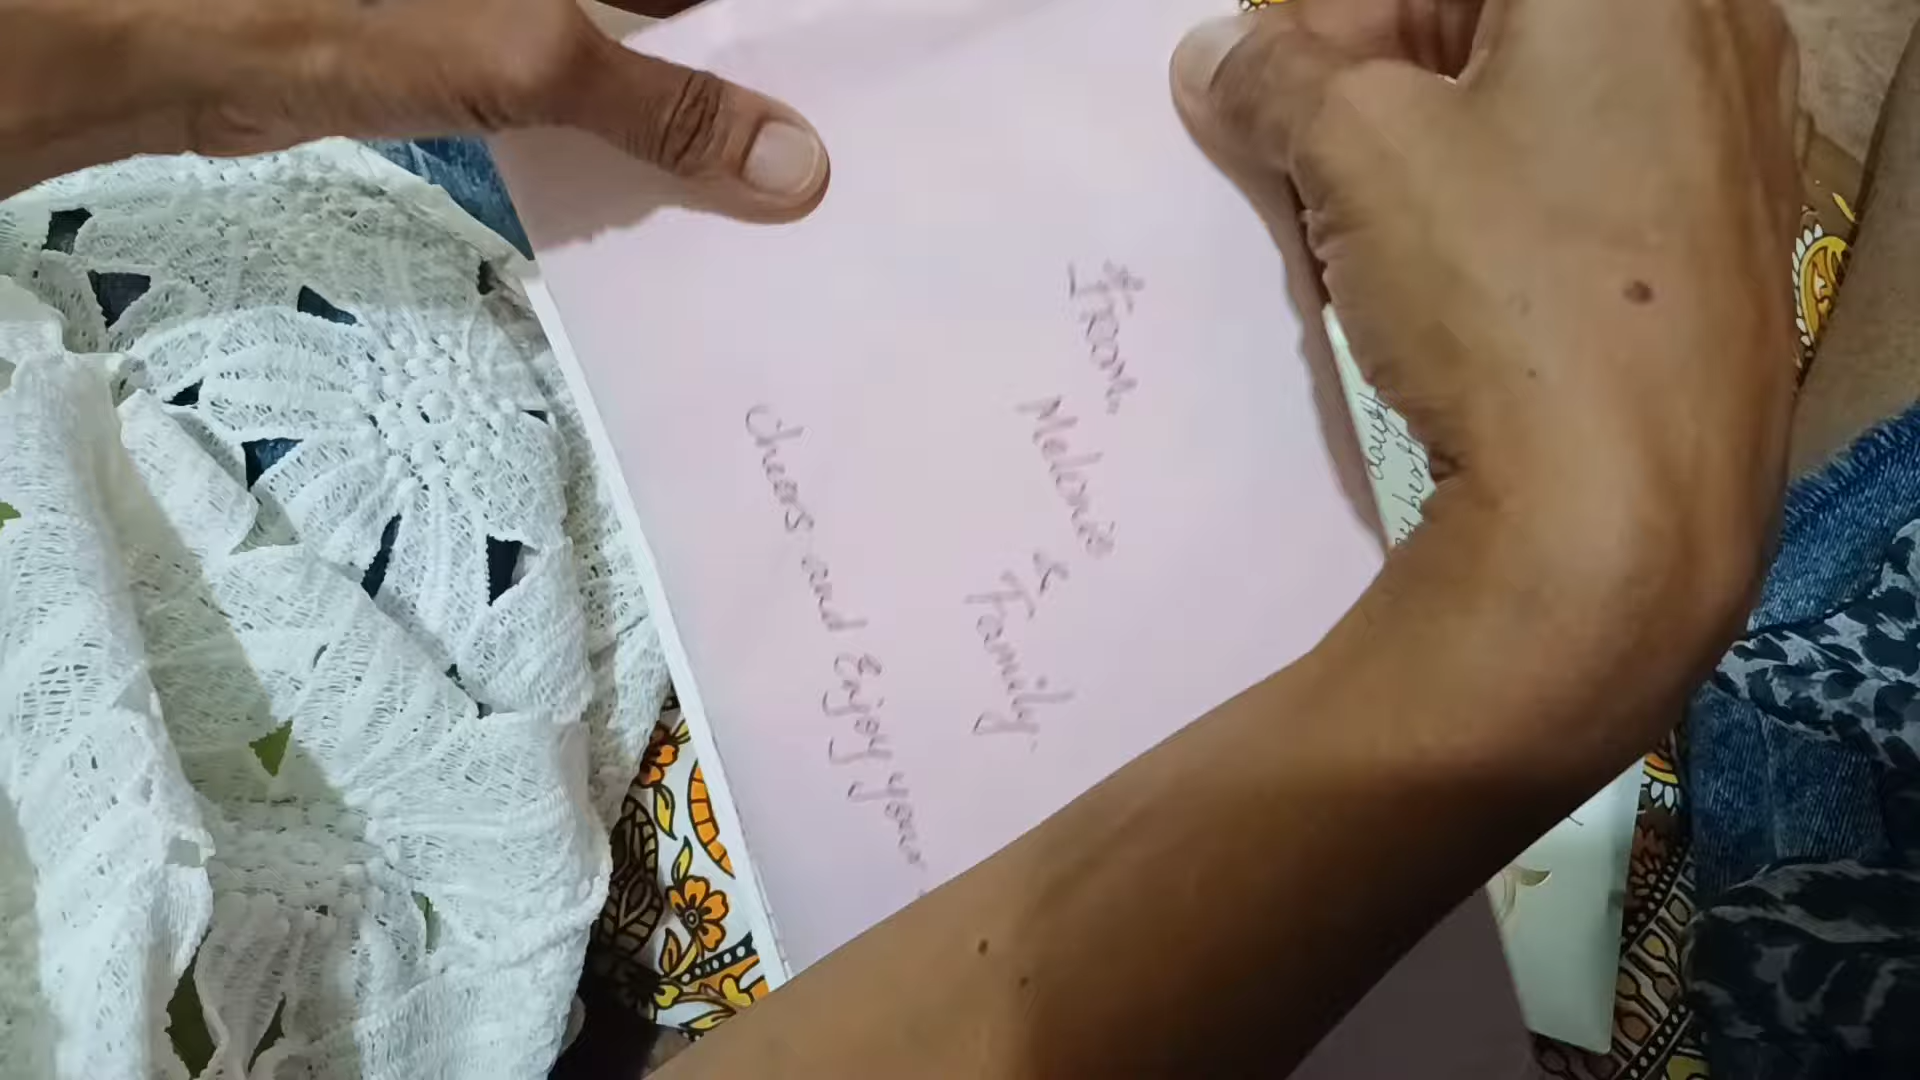 From
Melanie
&
Family.
Cheers and Enjoy your